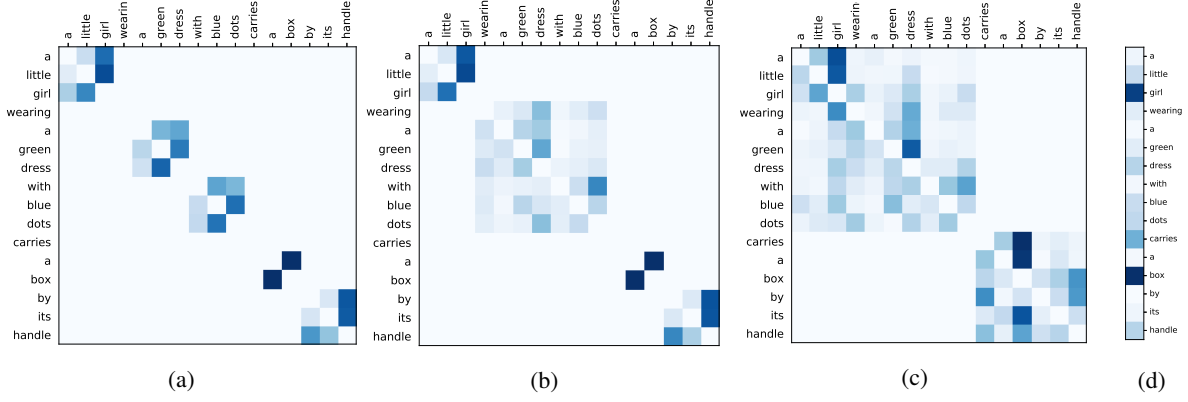 a little girl wearin a green dress with blue dots carries a box by its handle
a
little
girl
wearing
a
green
dress
with
blue
dots
carries
a
box
by
its
handle
(a)
a little girl wearin a green dress with blue dots carries a box by its handle
a
little
girl
wearing
a
green
dress
with
blue
dots
carries
a
box
by
its
handle
(b)
a little girl wearin a green dress with blue dots carries a box by its handle
a
little
girl
wearing
a
green
dress
with
blue
dots
carries
a
box
by
its
handle
(c)
a
little
girl
wearing
a
green
dress
with
blue
dots
carries
a
box
by
its
handle
(d)